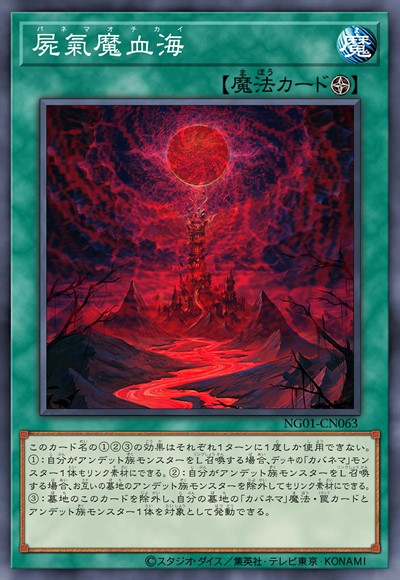 パネマオチカイ
屍氣魔血海
魔
【魔法カード】
まほう
NG01-CN063
このカード名の①②③の効果はそれぞれ1ターンに1度しか使用できない。
①：自分がアンデット族モンスターをL召喚する場合、デッキの「カバネマ」モン
スター1体もリンク素材にできる。②：自分がアンデット族モンスターをL召喚
する場合、お互いの墓地のアンデット族モンスターを除外してもリンク素材にできる。
③：墓地のこのカードを除外し、自分の墓地の「カバネマ」魔法・罠カードと
アンデット族モンスター1体を対象として発動できる。
©スタジオ・ダイス／集英社・テレビ東京・KONAMI